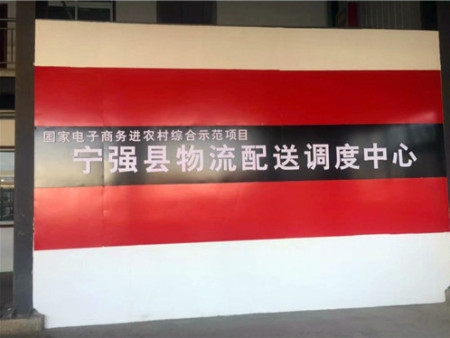 国家电子商务进农村综合示范项目
宁强县物流配送调度中心